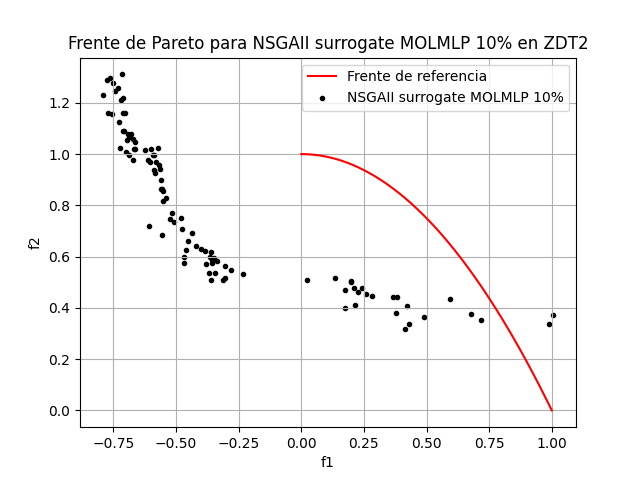 Frente de Pareto para NSGAII surrogate MOLMLP 10% en ZDT2
Frente de referencia
NSGAII surrogate MOLMLP 10%
f2
1.2
1.0
0.8
0.6
0.4
0.2
0.0
−0.75 −0.50 −0.25 0.00 0.25 0.50 0.75 1.00
f1